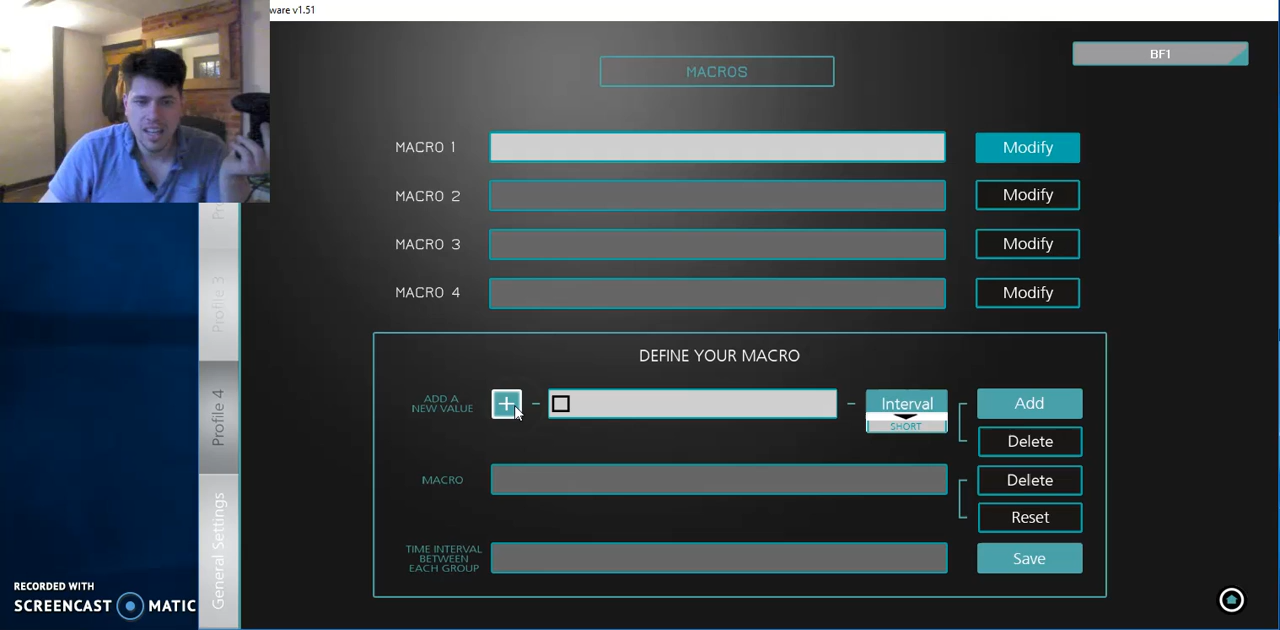 ware v1.51
BF1
MACROS
MACRO 1
Modify
MACRO 2
Modify
MACRO 3
Modify
MACRO 4
Modify
DEFINE YOUR MACRO
ADD A
NEW VALUE
Interval
SHORT
Add
Delete
MACRO
Delete
Reset
TIME INTERVAL
BETWEEN
EACH GROUP
Save
Profile 3
Profile 4
General Settings
RECORDED WITH
SCREENCAST MATIC